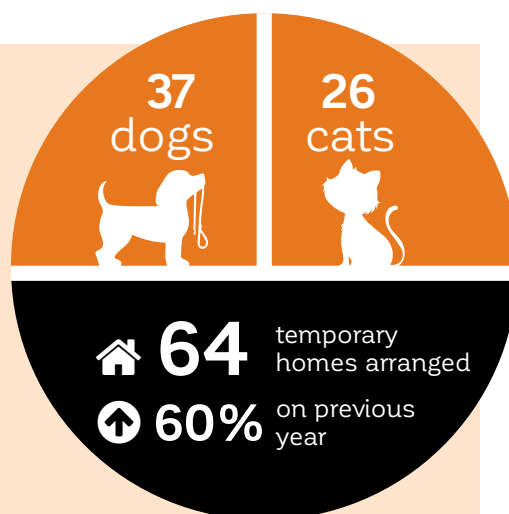 37
dogs
26
cats
64
temporary
homes arranged
60%
on previous
year